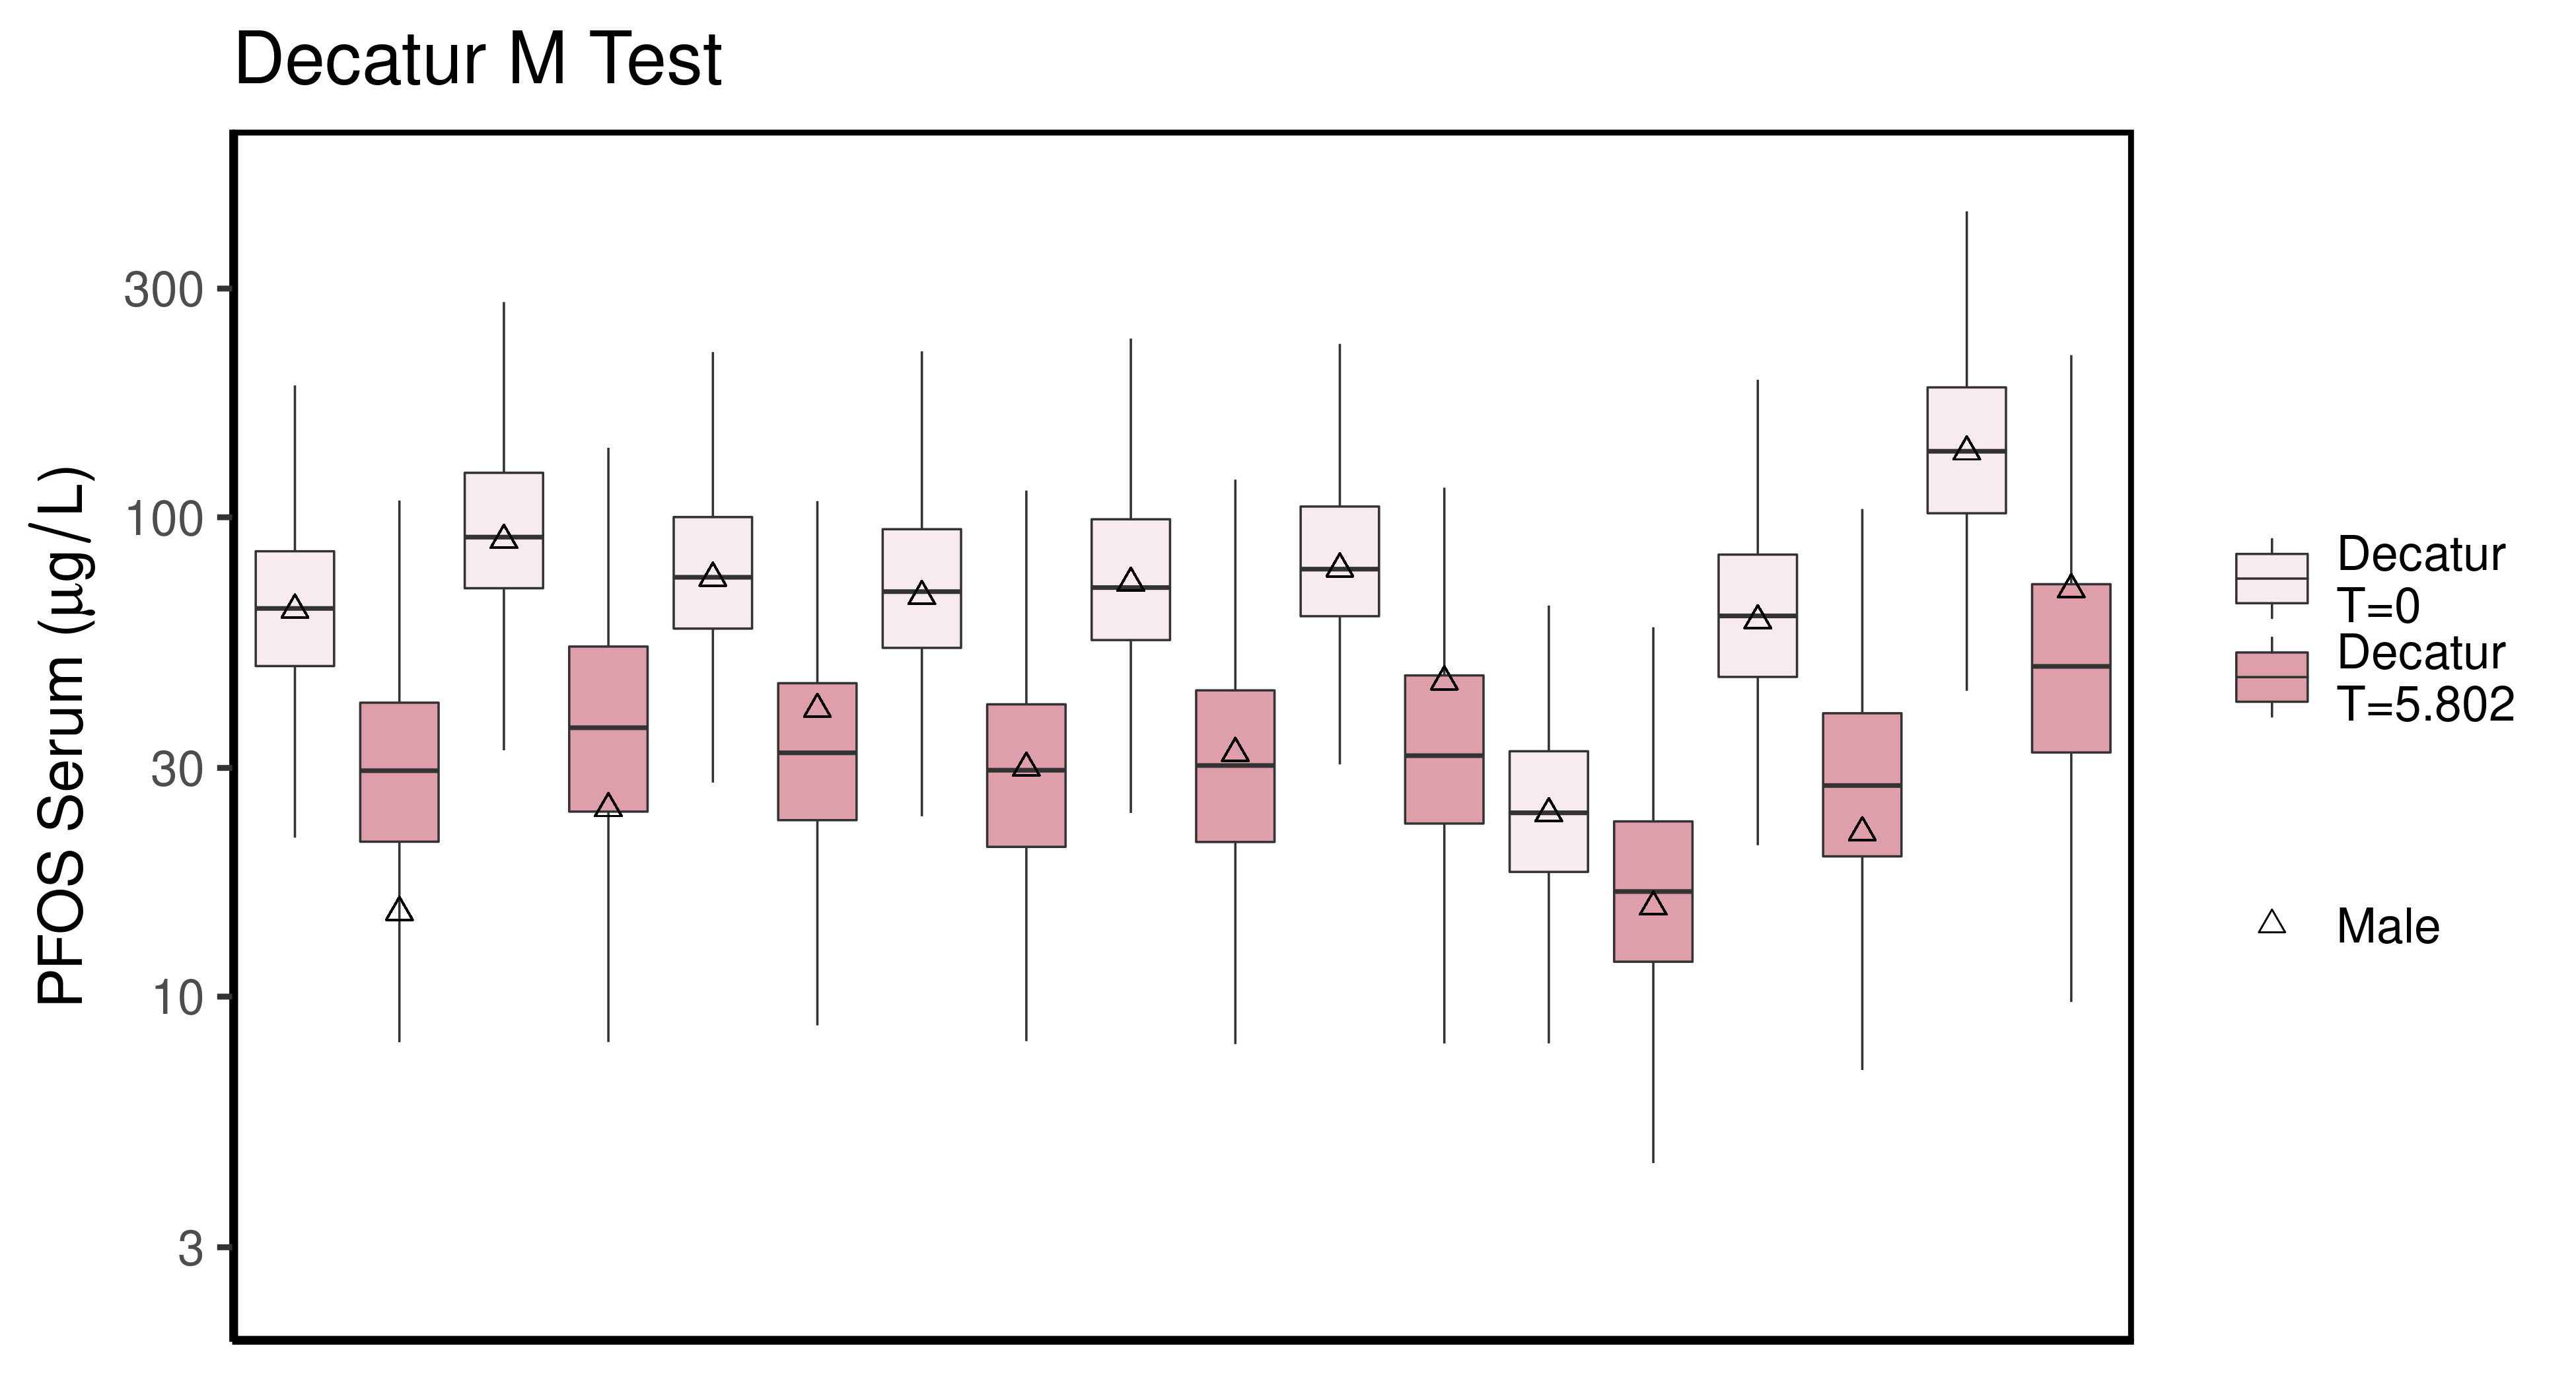 Decatur M Test
PFOS Serum (μg/L)
300
100
30
10
3
Decatur
T=0
Decatur
T=5.802
Male